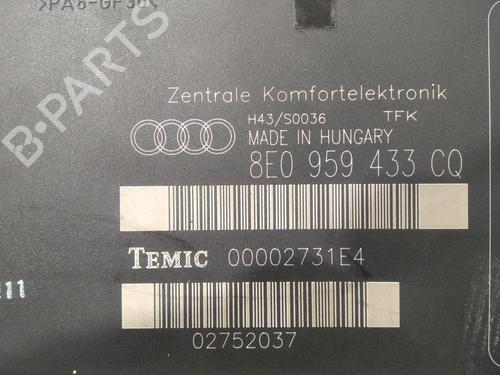 >PA6-GF30<
Zentrale Komfortelektronik
H43/S0036 TFK
MADE IN HUNGARY
8E0 959 433 CQ
TEMIC 00002731E4
02752037
B-PARTS